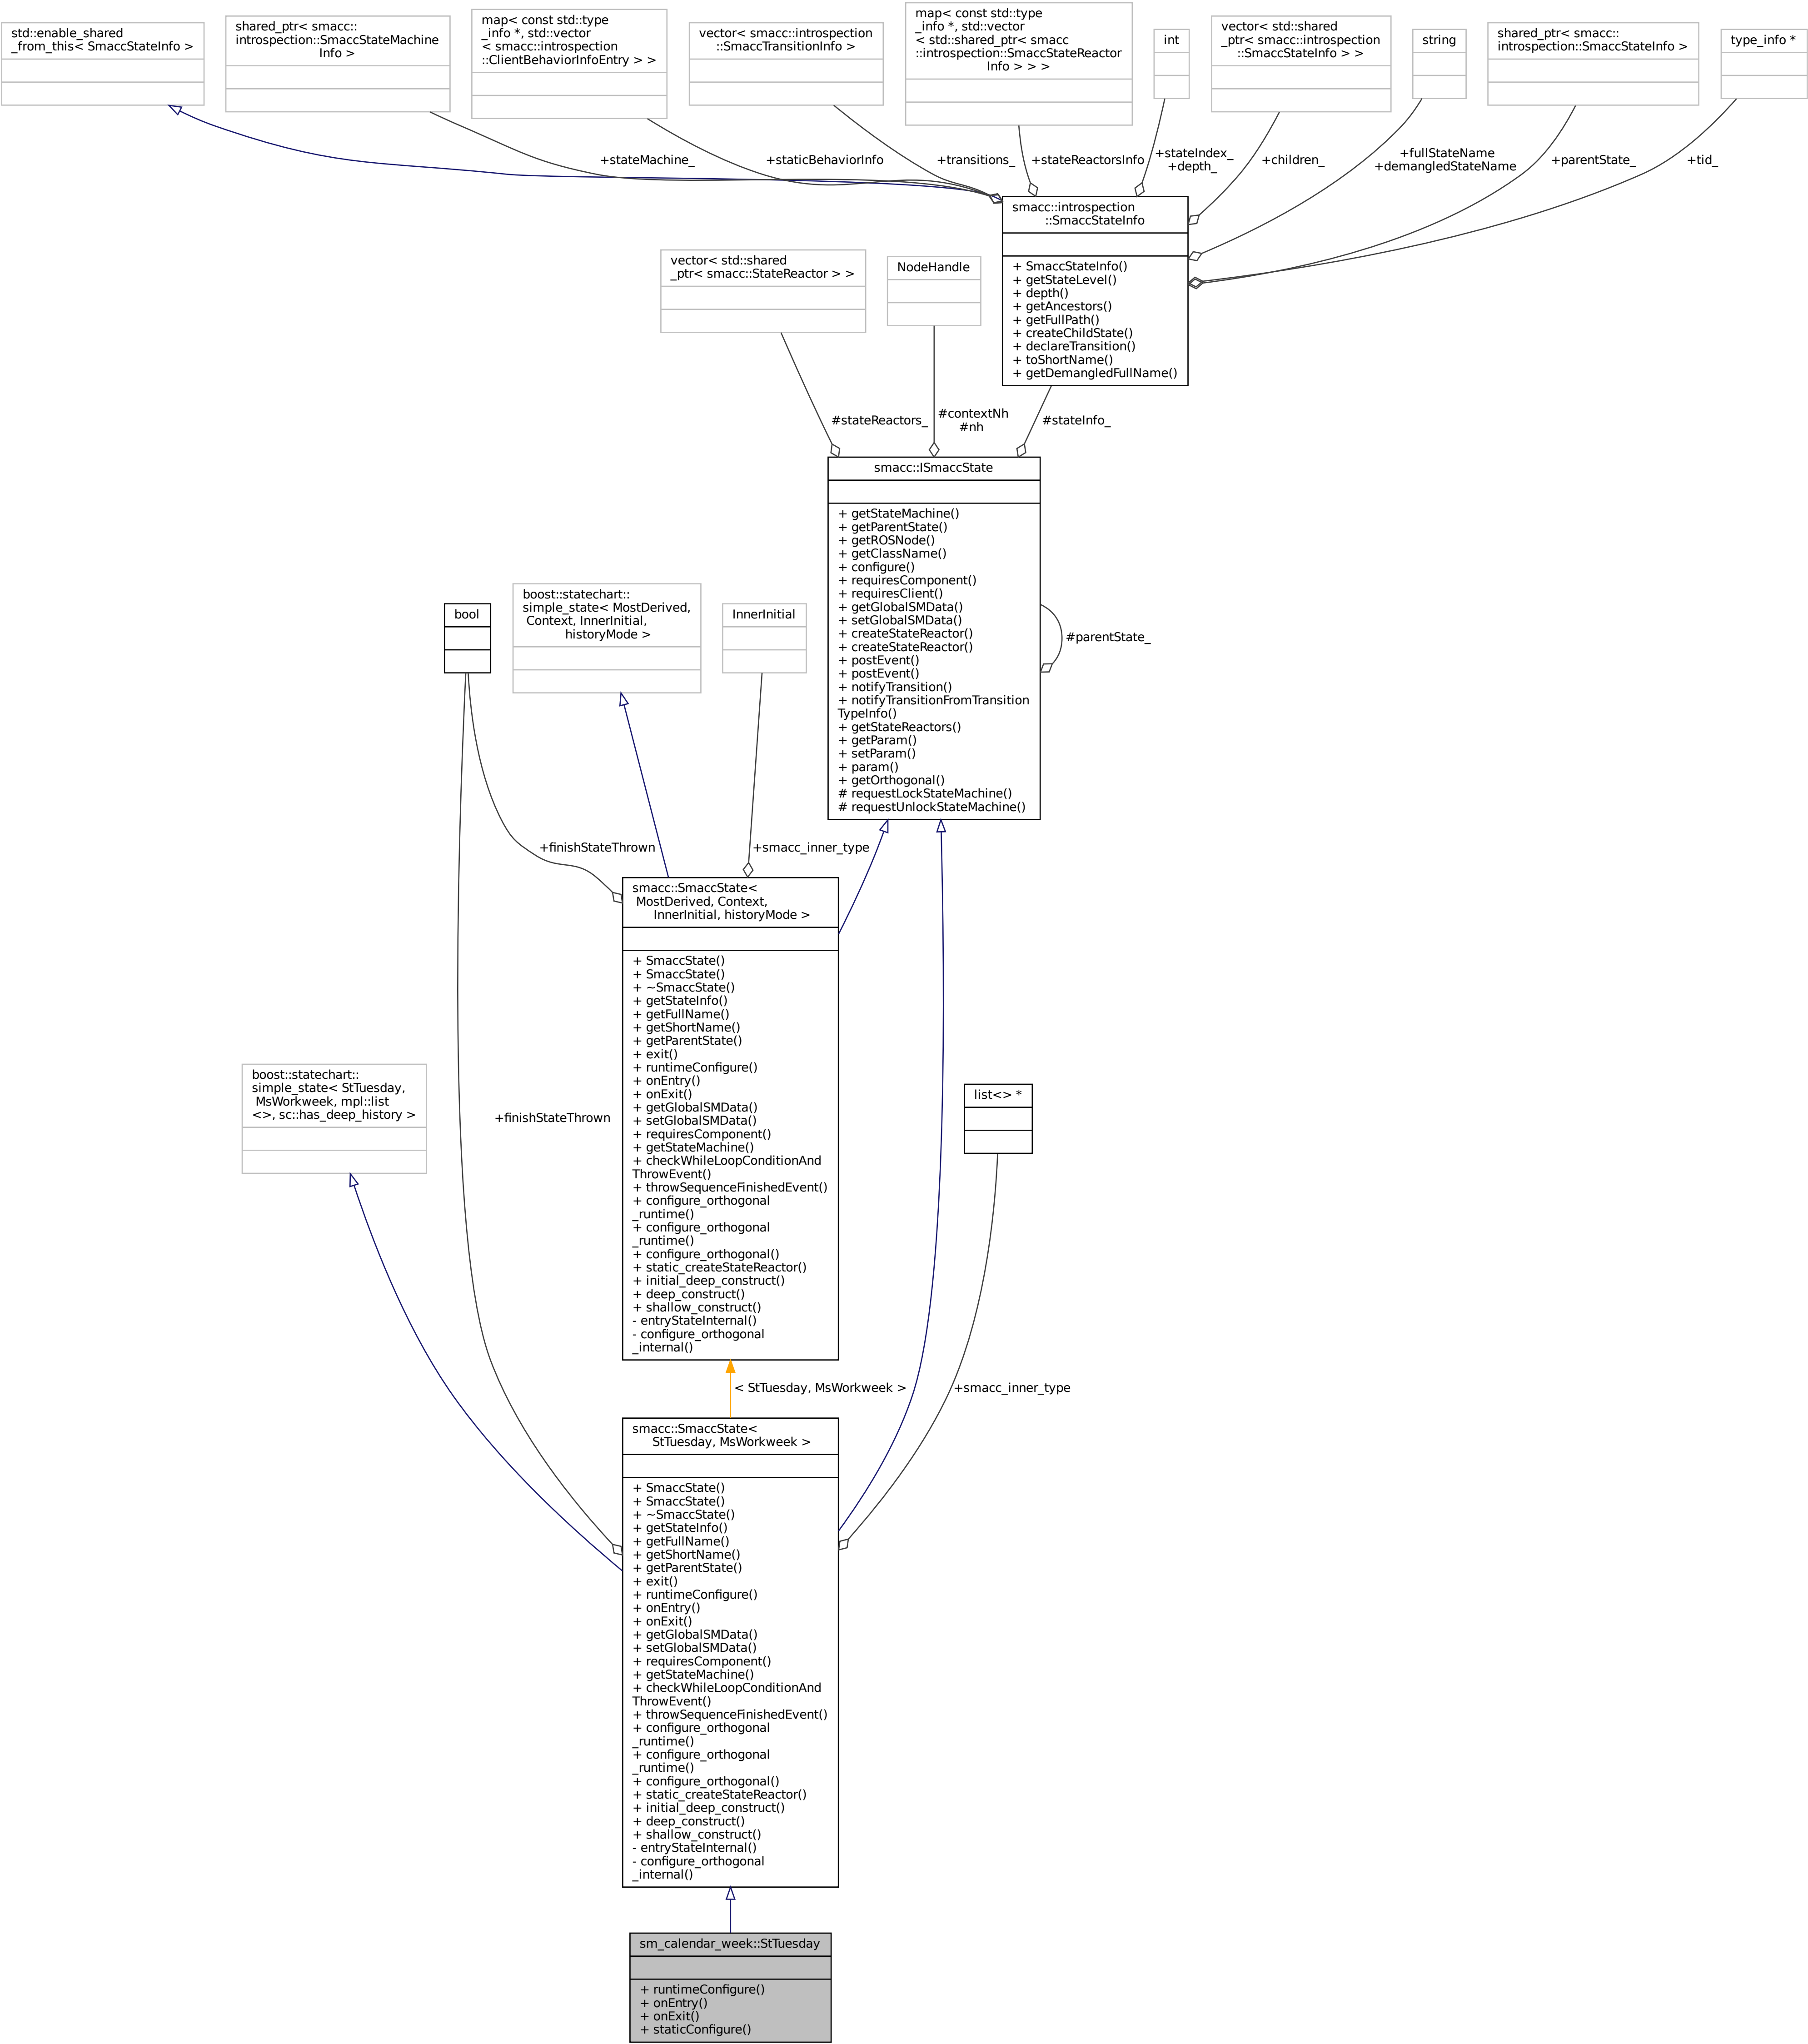 std::enable_shared
_from_this< SmaccStateInfo >
shared_ptr< smacc::
introspection::SmaccStateMachine
Info >
map< const std::type
_info *, std::vector
< smacc::introspection
::ClientBehaviorInfoEntry > >
vector< smacc::introspection
::SmaccTransitionInfo >
map< const std::type
_info *, std::vector
< std::shared_ptr< smacc
::introspection::SmaccStateReactor
Info > > >
int
vector< std::shared
_ptr< smacc::introspection
::SmaccStateInfo > >
string
shared_ptr< smacc::
introspection::SmaccStateInfo >
type_info *
+stateMachine_
+staticBehaviorInfo
+transitions_
+stateReactorsInfo
+stateIndex_
+depth_
+children_
+fullStateName
+demangledStateName
+parentState_
+tid_
smacc::introspection
::SmaccStateInfo
+ SmaccStateInfo()
+ getStateLevel()
+ depth()
+ getAncestors()
+ getFullPath()
+ createChildState()
+ declareTransition()
+ toShortName()
+ getDemangledFullName()
vector< std::shared
_ptr< smacc::StateReactor > >
NodeHandle
#stateReactors_
#contextNh
#nh
#stateInfo_
smacc::ISmaccState
+ getStateMachine()
+ getParentState()
+ getROSNode()
+ getClassName()
+ configure()
+ requiresComponent()
+ requiresClient()
+ getGlobalSMData()
+ setGlobalSMData()
+ createStateReactor()
+ createStateReactor()
+ postEvent()
+ postEvent()
+ notifyTransition()
+ notifyTransitionFromTransition
TypeInfo()
+ getStateReactors()
+ getParam()
+ setParam()
+ param()
+ getOrthogonal()
# requestLockStateMachine()
# requestUnlockStateMachine()
#parentState_
bool
boost::statechart::
simple_state< MostDerived,
Context, InnerInitial,
historyMode >
InnerInitial
+finishStateThrown
+smacc_inner_type
smacc::SmaccState<
MostDerived, Context,
InnerInitial, historyMode >
+ SmaccState()
+ SmaccState()
+ ~SmaccState()
+ getStateInfo()
+ getFullName()
+ getShortName()
+ getParentState()
+ exit()
+ runtimeConfigure()
+ onEntry()
+ onExit()
+ getGlobalSMData()
+ setGlobalSMData()
+ requiresComponent()
+ getStateMachine()
+ checkWhileLoopConditionAnd
ThrowEvent()
+ throwSequenceFinishedEvent()
+ configure_orthogonal
_runtime()
+ configure_orthogonal
_runtime()
+ configure_orthogonal()
+ static_createStateReactor()
+ initial_deep_construct()
+ deep_construct()
+ shallow_construct()
- entryStateInternal()
- configure_orthogonal
_internal()
boost::statechart::
simple_state< StTuesday,
MsWorkweek, mpl::list
<>, sc::has_deep_history >
+finishStateThrown
list<> *
< StTuesday, MsWorkweek >
+smacc_inner_type
smacc::SmaccState<
StTuesday, MsWorkweek >
+ SmaccState()
+ SmaccState()
+ ~SmaccState()
+ getStateInfo()
+ getFullName()
+ getShortName()
+ getParentState()
+ exit()
+ runtimeConfigure()
+ onEntry()
+ onExit()
+ getGlobalSMData()
+ setGlobalSMData()
+ requiresComponent()
+ getStateMachine()
+ checkWhileLoopConditionAnd
ThrowEvent()
+ throwSequenceFinishedEvent()
+ configure_orthogonal
_runtime()
+ configure_orthogonal
_runtime()
+ configure_orthogonal()
+ static_createStateReactor()
+ initial_deep_construct()
+ deep_construct()
+ shallow_construct()
- entryStateInternal()
- configure_orthogonal
_internal()
sm_calendar_week::StTuesday
+ runtimeConfigure()
+ onEntry()
+ onExit()
+ staticConfigure()